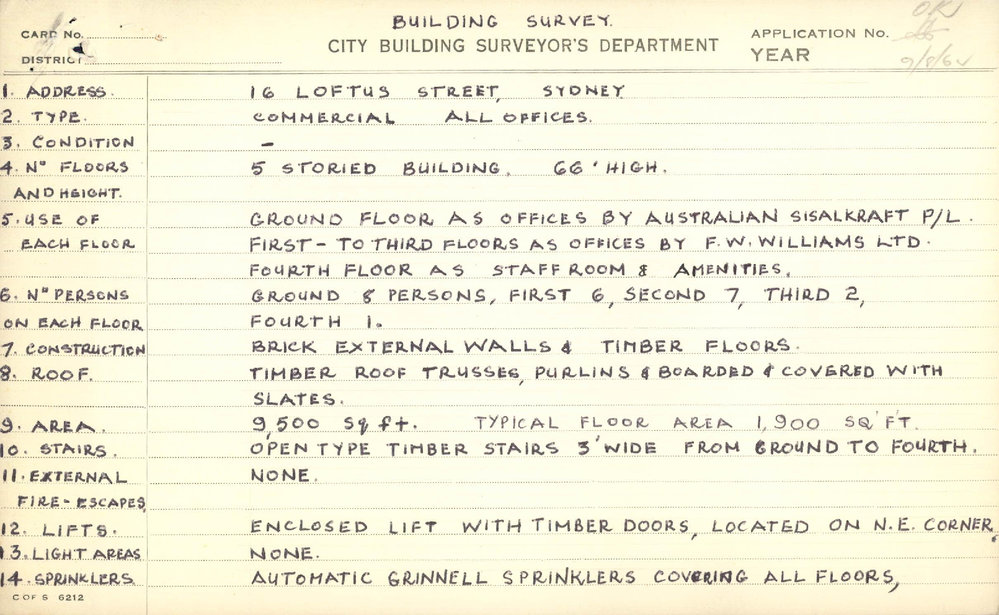 BUILDING SURVEY.
CARD No.
CITY BUILDING SURVEYOR'S DEPARTMENT
APPLICATION No.
OK
DISTRICT
YEAR
9/8/62
1. ADDRESS. 16 LOFTUS STREET, SYDNEY
2. TYPE. COMMERCIAL ALL OFFICES.
3. CONDITION –
4. Nº FLOORS 5 STORIED BUILDING, 66' HIGH.
AND HEIGHT.
5. USE OF GROUND FLOOR AS OFFICES BY AUSTRALIAN SISALKRAFT P/L.
EACH FLOOR FIRST – TO THIRD FLOORS AS OFFICES BY F.W. WILLIAMS LTD.
FOURTH FLOOR AS STAFF ROOM & AMENITIES.
6. Nº PERSONS GROUND 8 PERSONS, FIRST 6, SECOND 7, THIRD 2,
ON EACH FLOOR FOURTH 1.
7. CONSTRUCTION BRICK EXTERNAL WALLS & TIMBER FLOORS.
8. ROOF. TIMBER ROOF TRUSSES, PURLINS & BOARDED & COVERED WITH
SLATES.
9. AREA. 9,500 Sq ft. TYPICAL FLOOR AREA 1,900 SQ' FT.
10. STAIRS. OPEN TYPE TIMBER STAIRS 3' WIDE FROM GROUND TO FOURTH.
11. EXTERNAL NONE.
FIRE-ESCAPES
12. LIFTS. ENCLOSED LIFT WITH TIMBER DOORS, LOCATED ON N.E. CORNER.
13. LIGHT AREAS NONE.
14. SPRINKLERS AUTOMATIC GRINNELL SPRINKLERS COVERING ALL FLOORS,
C OF S 6212